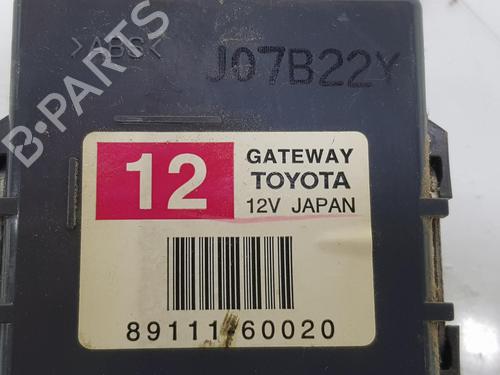 >ABS<
J07B22Y
B-PARTS
12
GATEWAY
TOYOTA
12V JAPAN
89111-60020